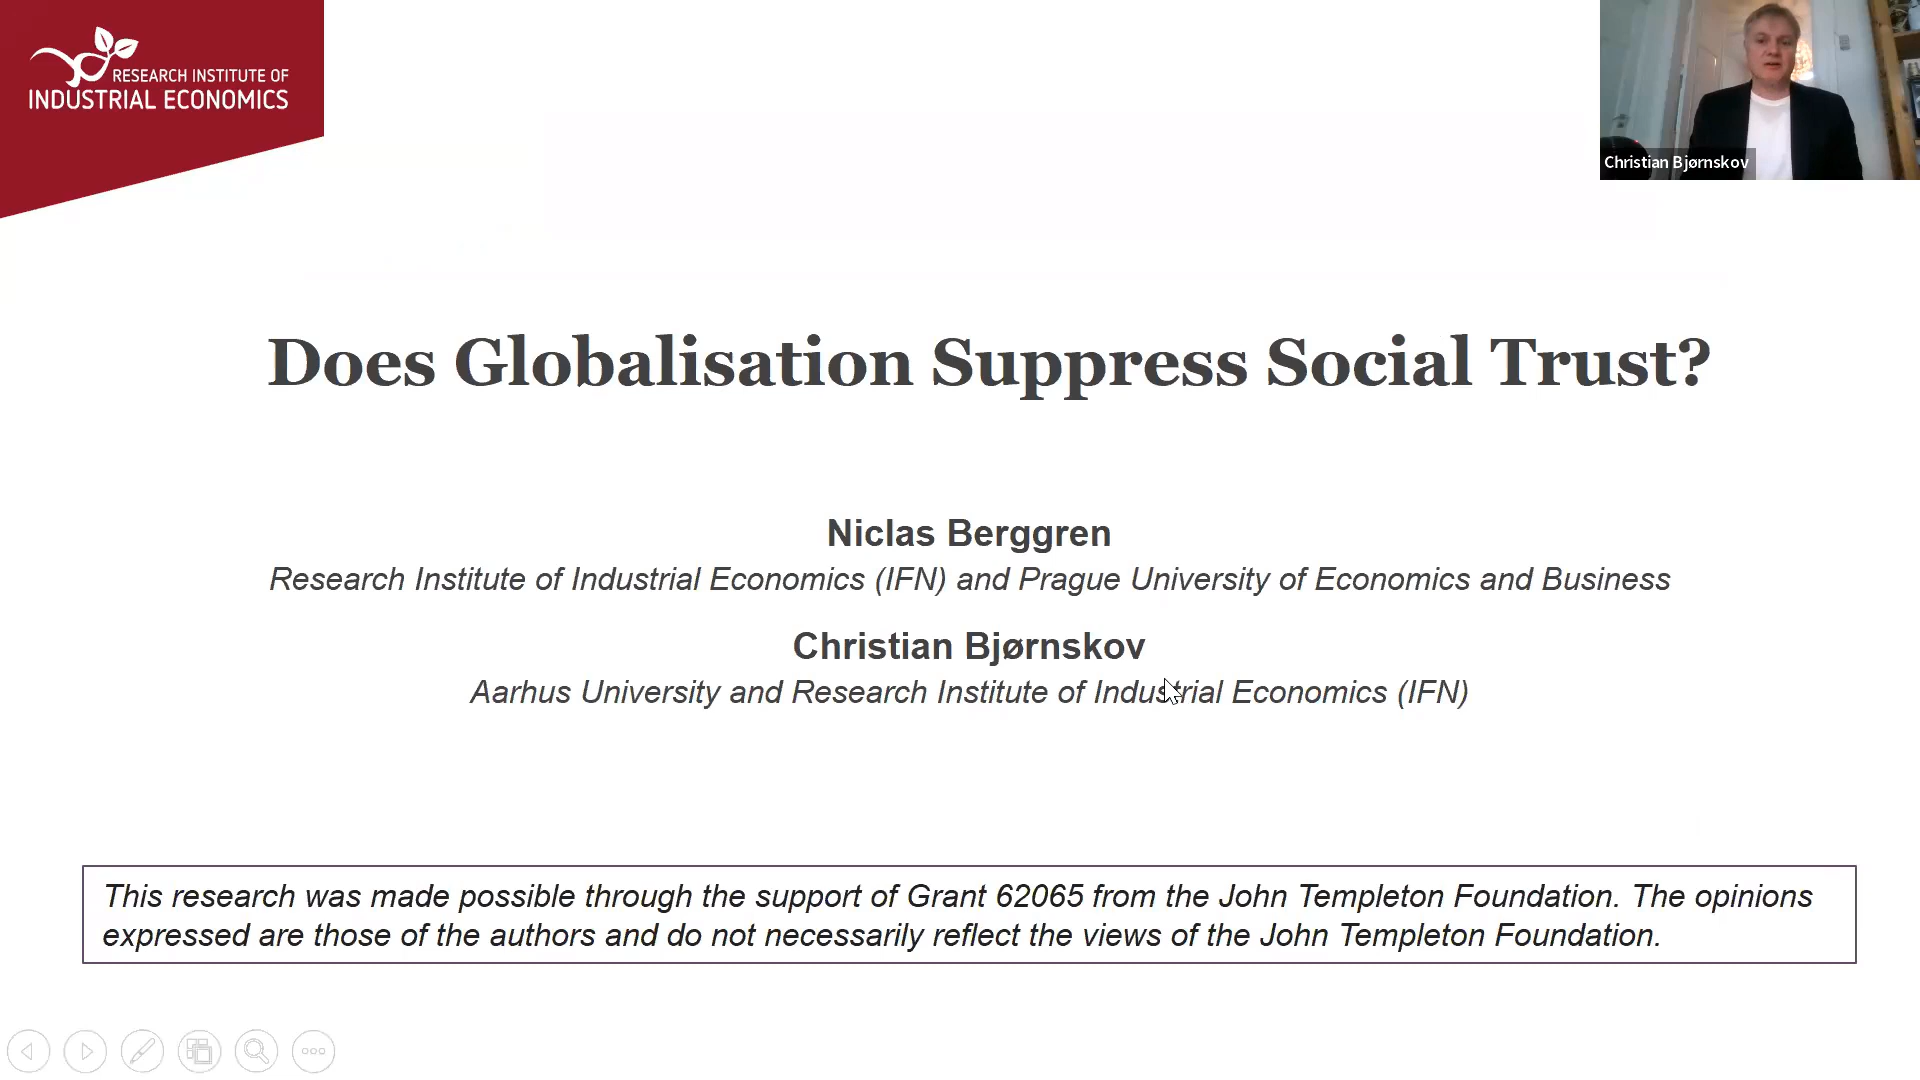 RESEARCH INSTITUTE OF
INDUSTRIAL ECONOMICS
Christian Bjørnskov
Does Globalisation Suppress Social Trust?
Niclas Berggren
Research Institute of Industrial Economics (IFN) and Prague University of Economics and Business
Christian Bjørnskov
Aarhus University and Research Institute of Industrial Economics (IFN)
This research was made possible through the support of Grant 62065 from the John Templeton Foundation. The opinions
expressed are those of the authors and do not necessarily reflect the views of the John Templeton Foundation.